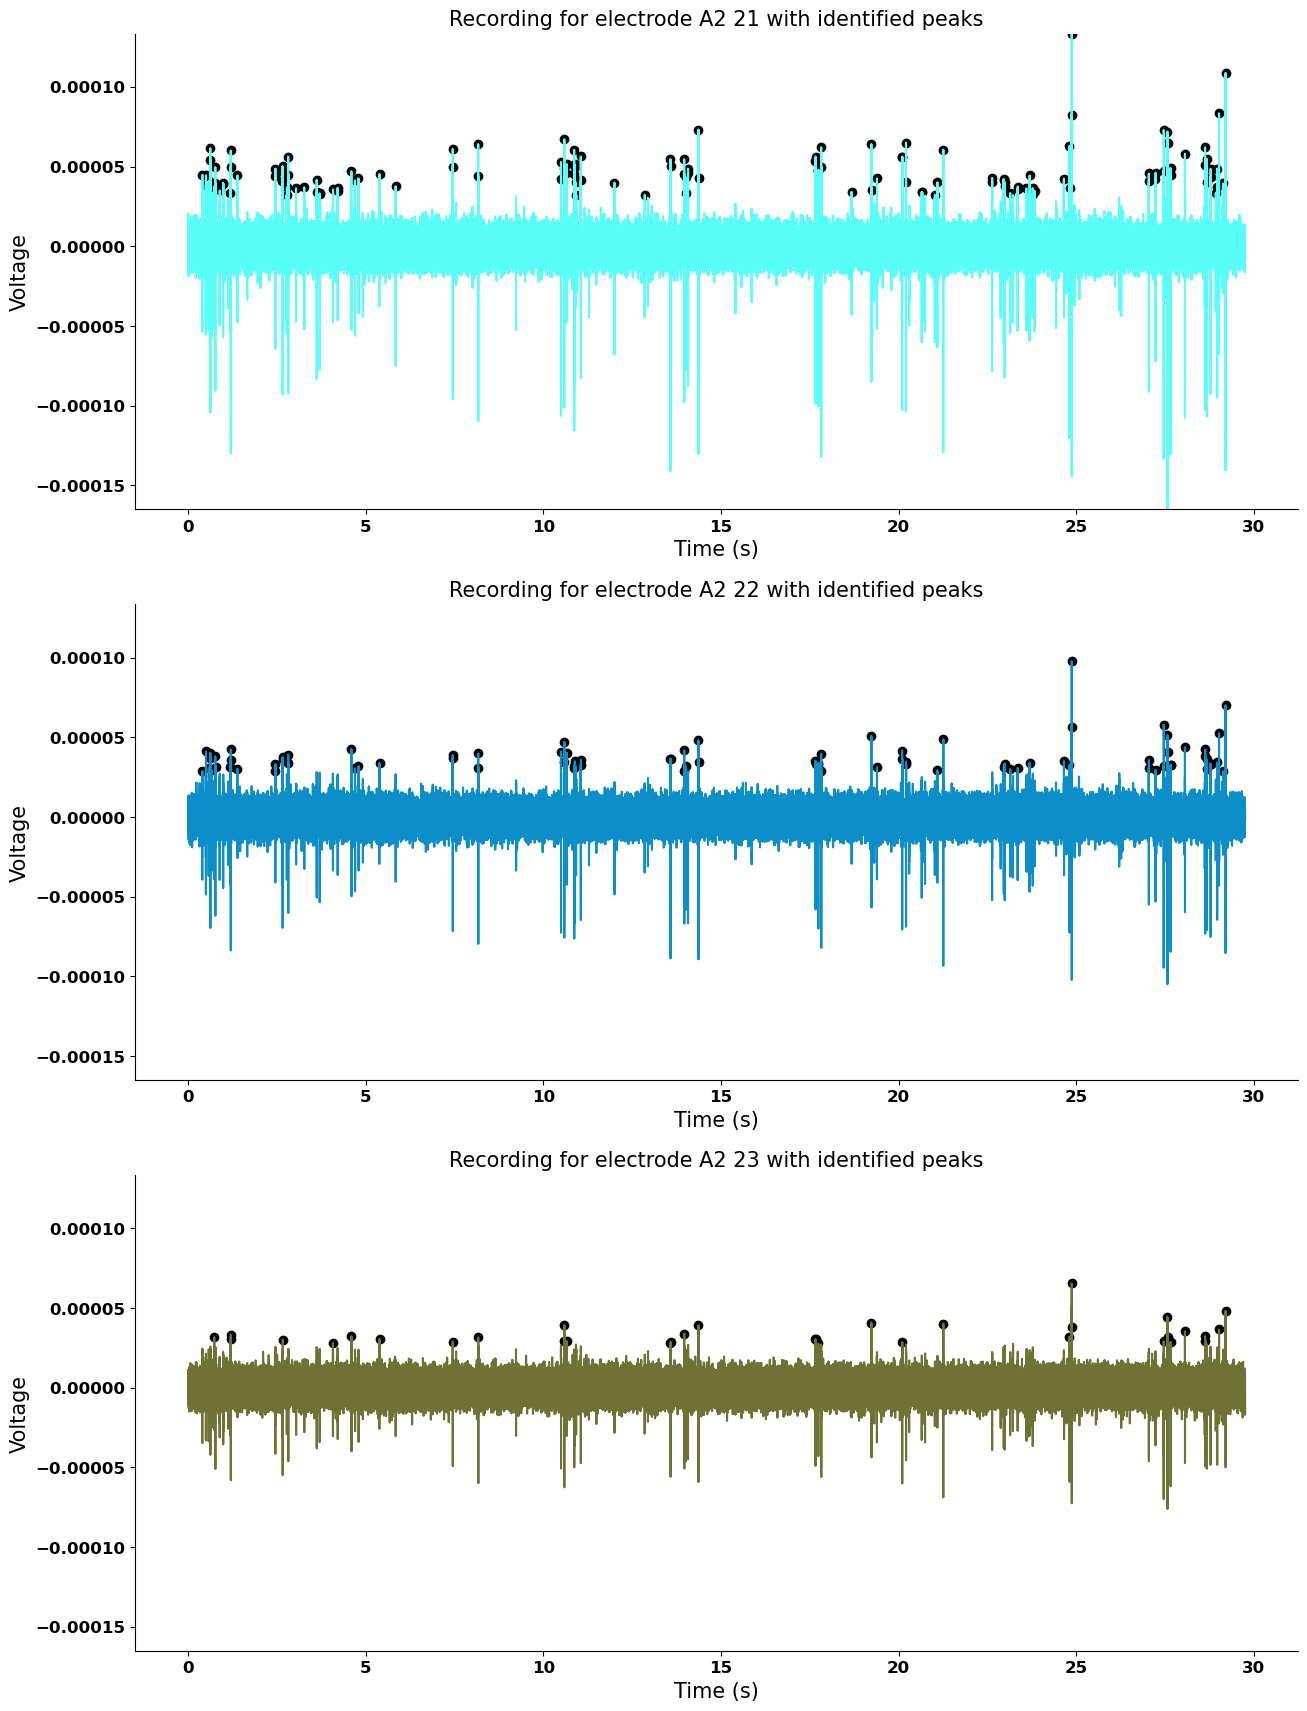 Recording for electrode A2 21 with identified peaks
0.00010
0.00005
0.00000
−0.00005
−0.00010
−0.00015
Voltage
0 5 10 15 20 25 30
Time (s)
Recording for electrode A2 22 with identified peaks
0.00010
0.00005
0.00000
−0.00005
−0.00010
−0.00015
Voltage
0 5 10 15 20 25 30
Time (s)
Recording for electrode A2 23 with identified peaks
0.00010
0.00005
0.00000
−0.00005
−0.00010
−0.00015
Voltage
0 5 10 15 20 25 30
Time (s)